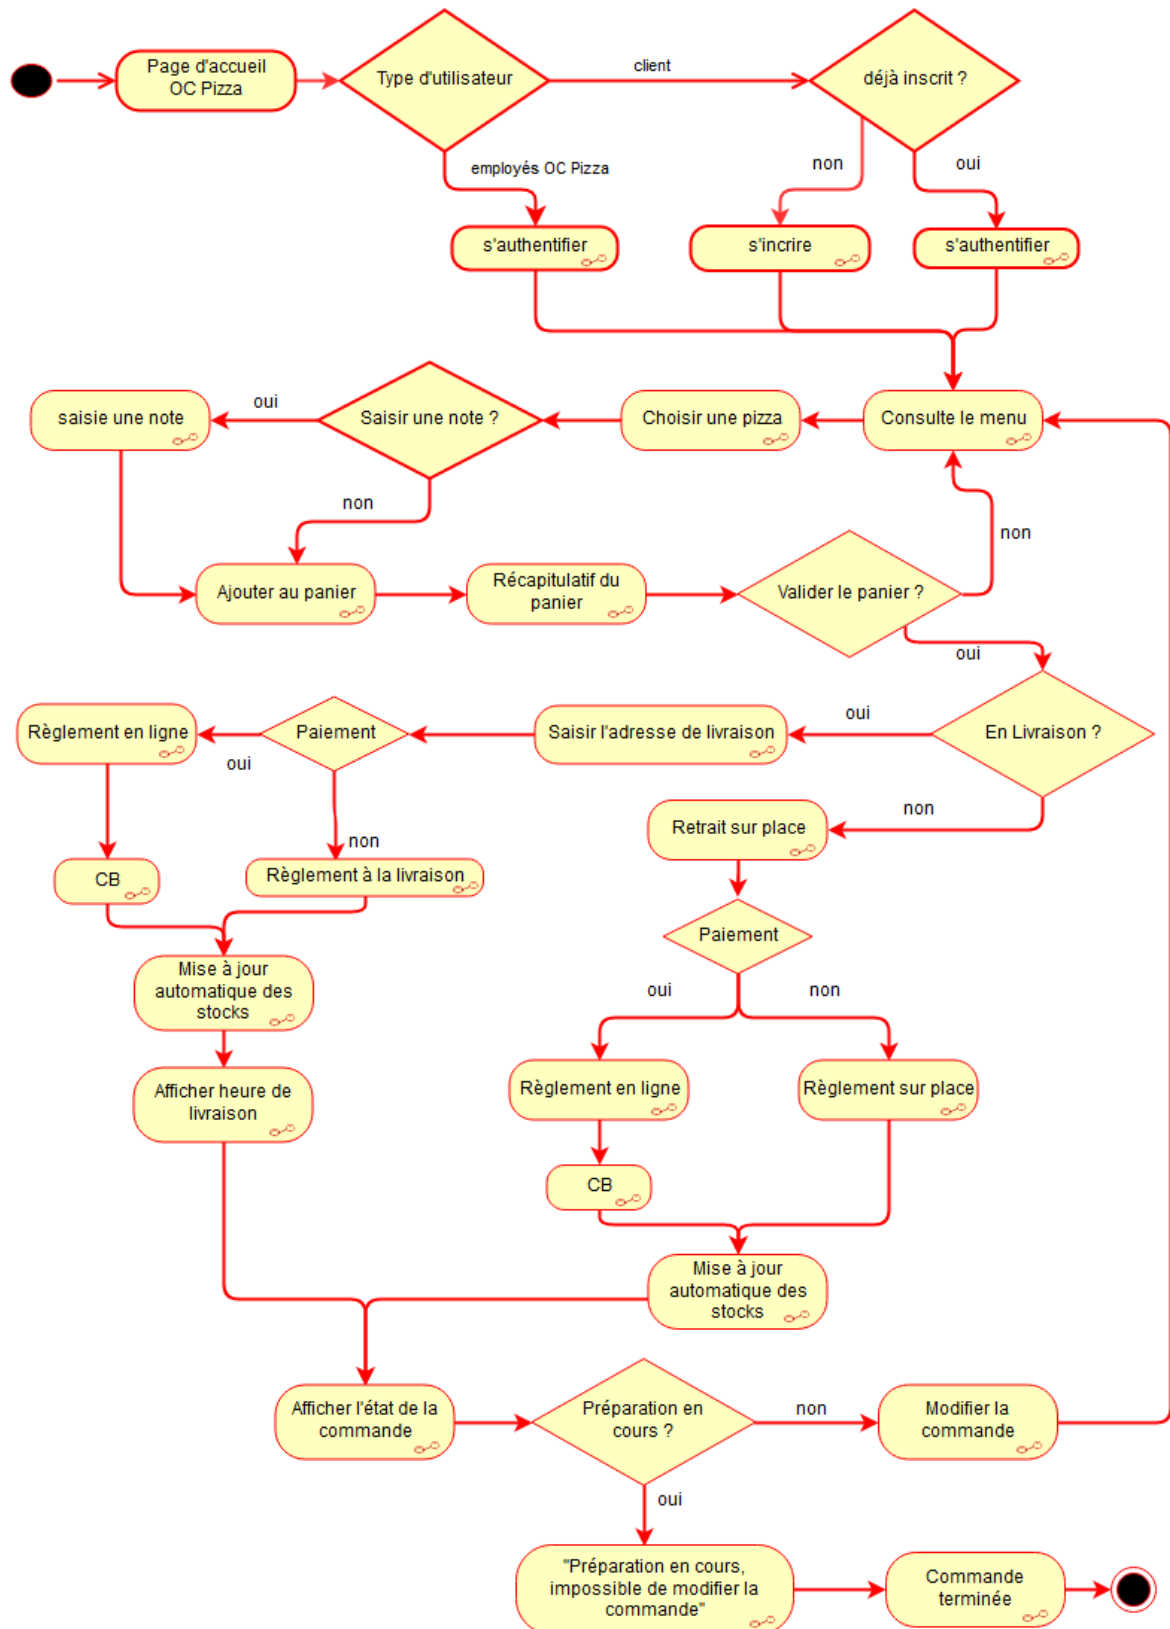 Page d'accueil
OC Pizza
Type d'utilisateur
client
déjà inscrit ?
employés OC Pizza
non
oui
s'authentifier
s'incrire
s'authentifier
saisie une note
oui
Saisir une note ?
Choisir une pizza
Consulte le menu
non
non
Ajouter au panier
Récapitulatif du
panier
Valider le panier ?
oui
Règlement en ligne
oui
Paiement
Saisir l'adresse de livraison
oui
En Livraison ?
non
Retrait sur place
non
CB
Règlement à la livraison
Paiement
Mise à jour
automatique des
stocks
oui
non
Afficher heure de
livraison
Règlement en ligne
Règlement sur place
CB
Mise à jour
automatique des
stocks
Afficher l'état de la
commande
Préparation en
cours ?
non
Modifier la
commande
oui
"Préparation en cours,
impossible de modifier la
commande"
Commande
terminée